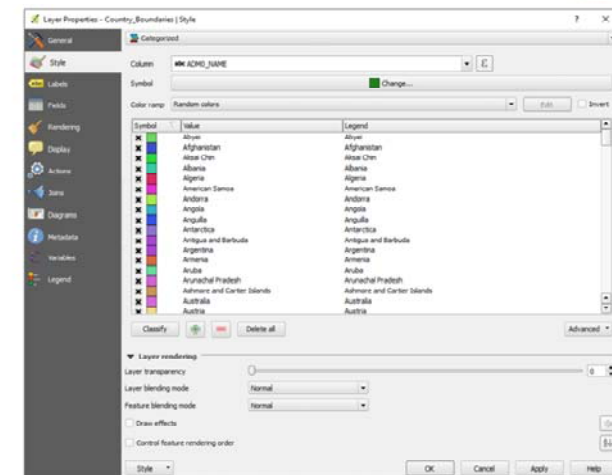 Layer Properties - Country_Boundaries | Style
? ×
General
Style
Labels
Fields
Rendering
Display
Actions
Joins
Diagrams
Metadata
Variables
Legend
Categorized
Column abc ADM0_NAME ε
Symbol Change...
Color ramp Random colors Edit Invert
Symbol Value Legend
Abyei Abyei
Afghanistan Afghanistan
Aksai Chin Aksai Chin
Albania Albania
Algeria Algeria
American Samoa American Samoa
Andorra Andorra
Angola Angola
Anguilla Anguilla
Antarctica Antarctica
Antigua and Barbuda Antigua and Barbuda
Argentina Argentina
Armenia Armenia
Aruba Aruba
Arunachal Pradesh Arunachal Pradesh
Ashmore and Cartier Islands Ashmore and Cartier Islands
Australia Australia
Austria Austria
Classify Delete all Advanced
Layer rendering
Layer transparency 0
Layer blending mode Normal
Feature blending mode Normal
Draw effects
Control feature rendering order
Style OK Cancel Apply Help